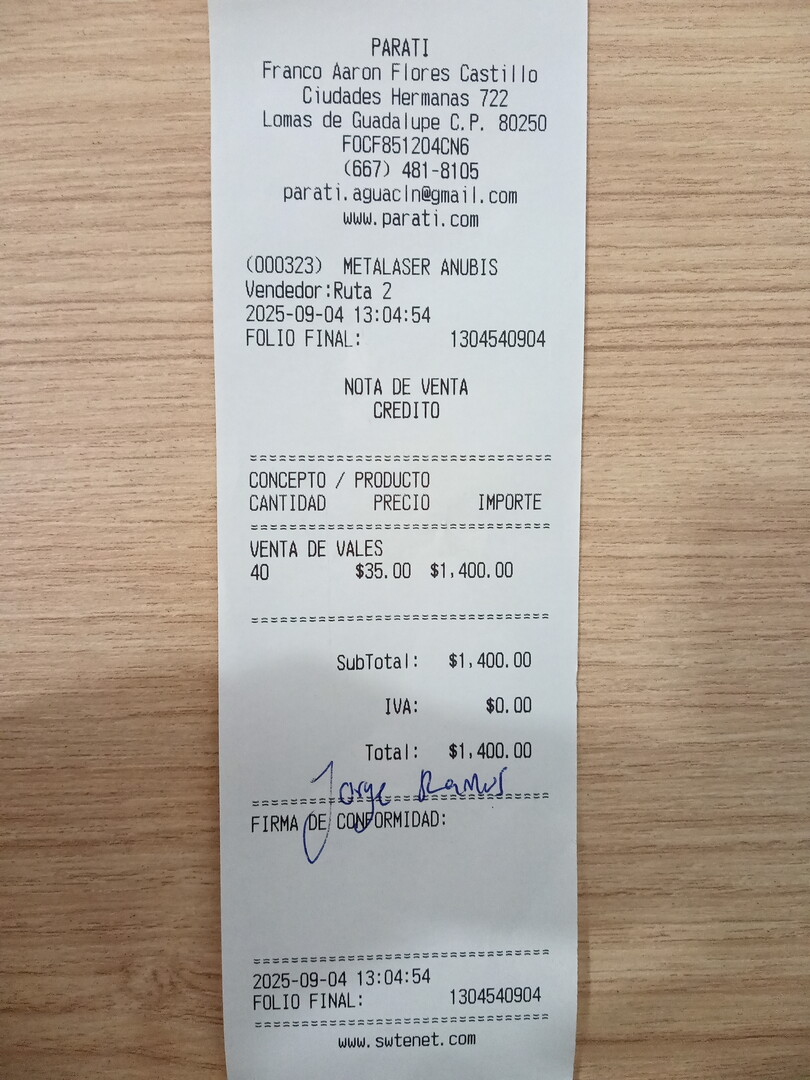 PARATI
Franco Aaron Flores Castillo
Ciudades Hermanas 722
Lomas de Guadalupe C.P. 80250
FOCF851204CN6
(667) 481-8105
parati.aguacln@gmail.com
www.parati.com
(000323) METALASER ANUBIS
Vendedor:Ruta 2
2025-09-04 13:04:54
FOLIO FINAL: 1304540904
NOTA DE VENTA
CREDITO
==============================
CONCEPTO / PRODUCTO
CANTIDAD PRECIO IMPORTE
==============================
VENTA DE VALES
40 $35.00 $1,400.00
==============================
SubTotal: $1,400.00
IVA: $0.00
Total: $1,400.00
Jorge Ramos
==============================
FIRMA DE CONFORMIDAD:
==============================
2025-09-04 13:04:54
FOLIO FINAL: 1304540904
==============================
www.swtenet.com